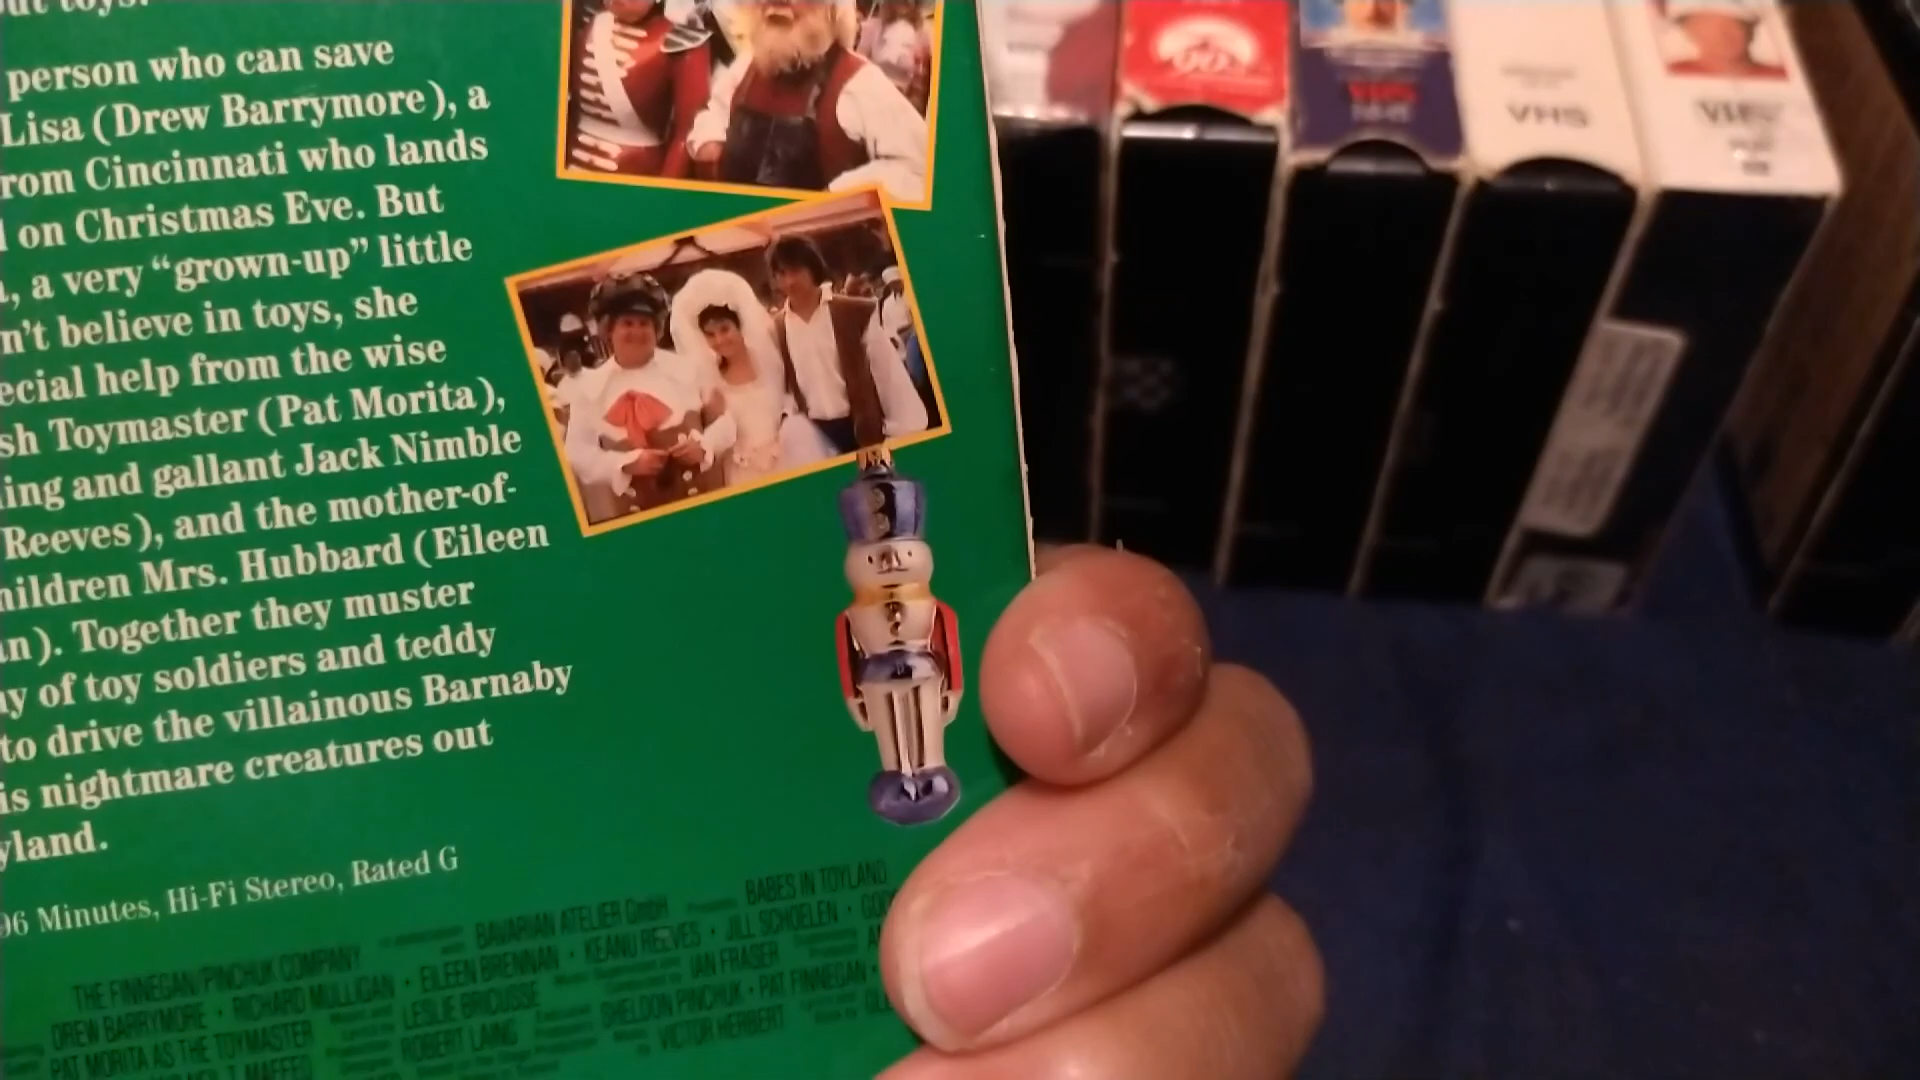 out toys.
person who can save
Lisa (Drew Barrymore), a
rom Cincinnati who lands
on Christmas Eve. But
, a very “grown-up” little
n't believe in toys, she
ecial help from the wise
sh Toymaster (Pat Morita),
ing and gallant Jack Nimble
Reeves), and the mother-of-
hildren Mrs. Hubbard (Eileen
n). Together they muster
y of toy soldiers and teddy
to drive the villainous Barnaby
is nightmare creatures out
yland.
96 Minutes, Hi-Fi Stereo, Rated G
THE FINNEGAN/PINCHUK COMPANY BAVARIAN ATELIER GmbH BABES IN TOYLAND
DREW BARRYMORE • RICHARD MULLIGAN • EILEEN BRENNAN • KEANU REEVES • JILL SCHOELEN •
PAT MORITA AS THE TOYMASTER LESLIE BRICUSSE IAN FRASER
ROBERT LAING SHELDON PINCHUK • PAT FINNEGAN •
VICTOR HERBERT
VHS
VHS
VHS